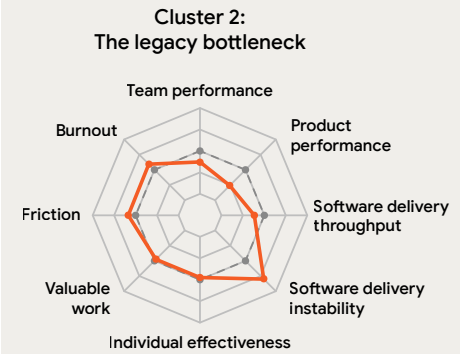 Cluster 2:
The legacy bottleneck
Team performance
Burnout
Product
performance
Friction
Software delivery
throughput
Valuable
work
Software delivery
instability
Individual effectiveness